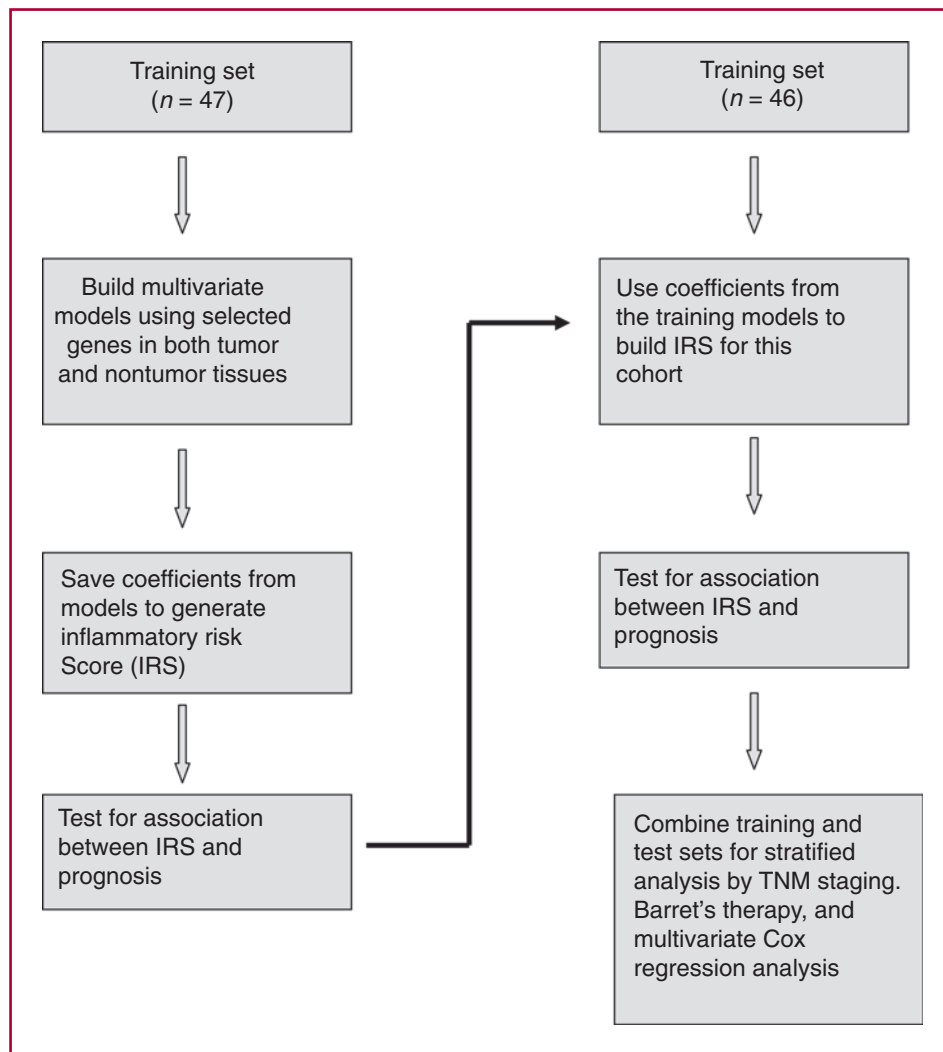 Training set
(n = 47)
Build multivariate
models using selected
genes in both tumor
and nontumor tissues
Save coefficients from
models to generate
inflammatory risk
Score (IRS)
Test for association
between IRS and
prognosis
Training set
(n = 46)
Use coefficients from
the training models to
build IRS for this
cohort
Test for association
between IRS and
prognosis
Combine training and
test sets for stratified
analysis by TNM staging.
Barret's therapy, and
multivariate Cox
regression analysis